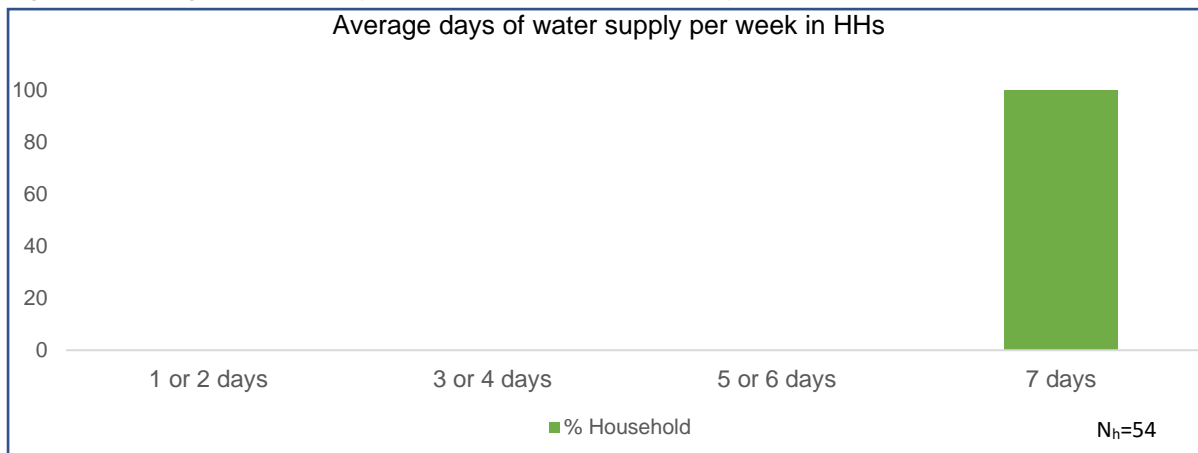 Average days of water supply per week in HHs
100
80
60
40
20
0
1 or 2 days 3 or 4 days 5 or 6 days 7 days
% Household
Nₕ=54